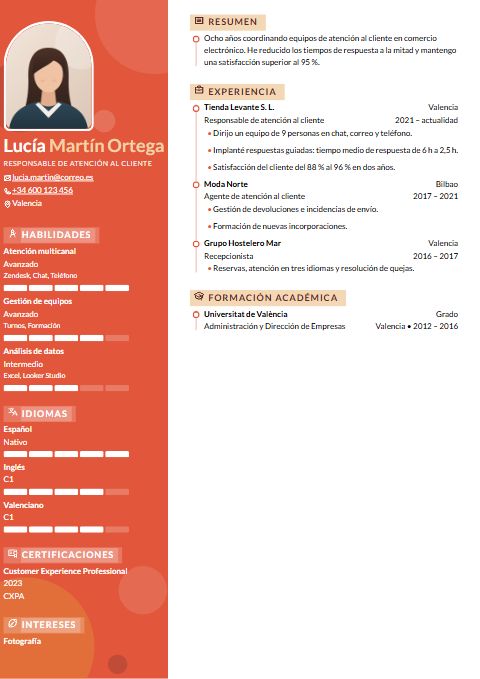 Lucía Martín Ortega
RESPONSABLE DE ATENCIÓN AL CLIENTE
lucia.martin@correo.es
+34 600 123 456
Valencia
HABILIDADES
Atención multicanal
Avanzado
Zendesk, Chat, Teléfono
Gestión de equipos
Avanzado
Turnos, Formación
Análisis de datos
Intermedio
Excel, Looker Studio
IDIOMAS
Español
Nativo
Inglés
C1
Valenciano
C1
CERTIFICACIONES
Customer Experience Professional
2023
CXPA
INTERESES
Fotografía
RESUMEN
Ocho años coordinando equipos de atención al cliente en comercio
electrónico. He reducido los tiempos de respuesta a la mitad y mantengo
una satisfacción superior al 95 %.
EXPERIENCIA
Tienda Levante S. L. Valencia
Responsable de atención al cliente 2021 – actualidad
• Dirijo un equipo de 9 personas en chat, correo y teléfono.
• Implanté respuestas guiadas: tiempo medio de respuesta de 6 h a 2,5 h.
• Satisfacción del cliente del 88 % al 96 % en dos años.
Moda Norte Bilbao
Agente de atención al cliente 2017 – 2021
• Gestión de devoluciones e incidencias de envío.
• Formación de nuevas incorporaciones.
Grupo Hostelero Mar Valencia
Recepcionista 2016 – 2017
• Reservas, atención en tres idiomas y resolución de quejas.
FORMACIÓN ACADÉMICA
Universitat de València Grado
Administración y Dirección de Empresas Valencia • 2012 – 2016